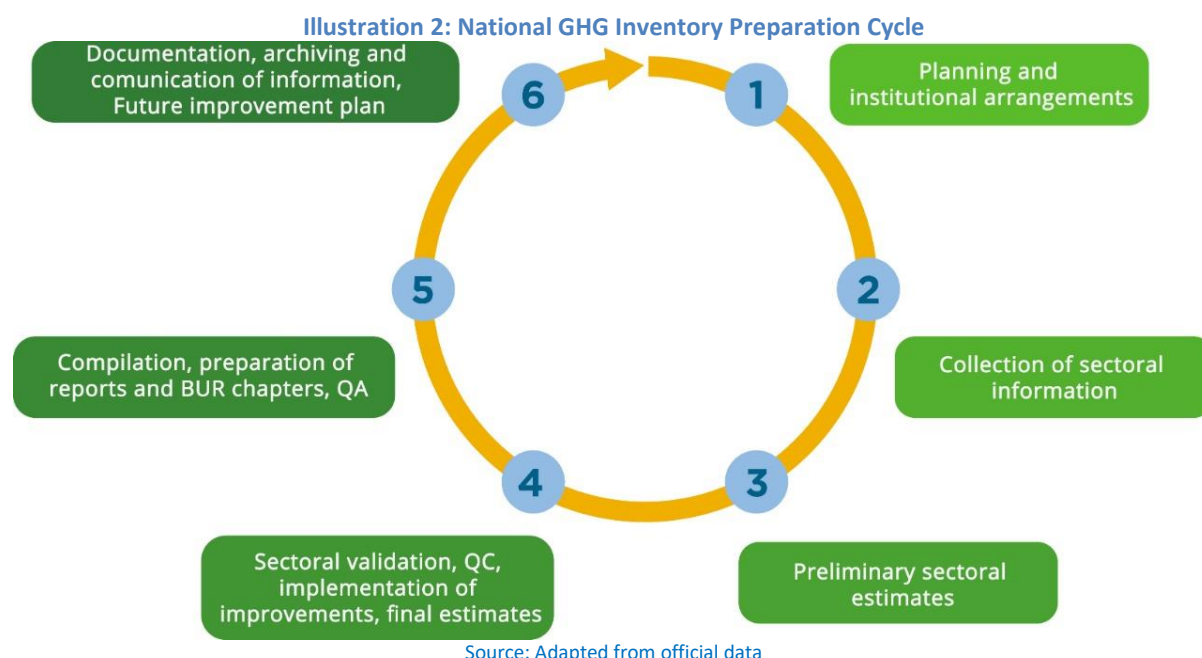 Illustration 2: National GHG Inventory Preparation Cycle
Documentation, archiving and
comunication of information,
Future improvement plan
6
1
Planning and
institutional arrangements
5
2
Compilation, preparation of
reports and BUR chapters, QA
Collection of sectoral
information
4
3
Sectoral validation, QC,
implementation of
improvements, final estimates
Preliminary sectoral
estimates
Source: Adapted from official data